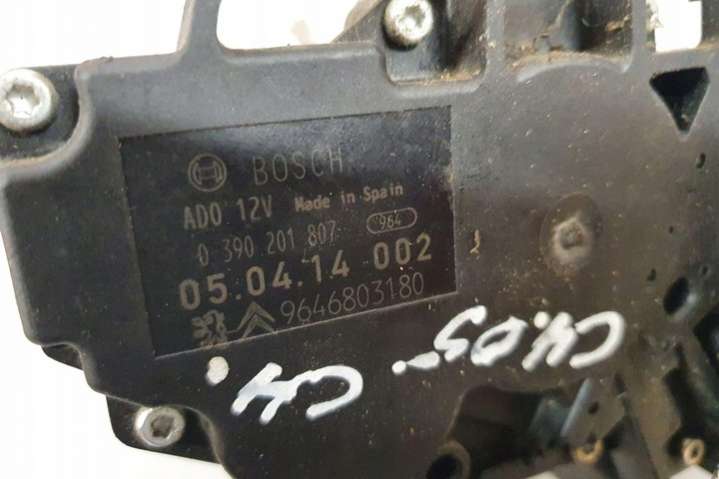 BOSCH
ADO 12V Made in Spain
0 390 201 807 964
05.04.14 002
9646803180
C4.05
C4.